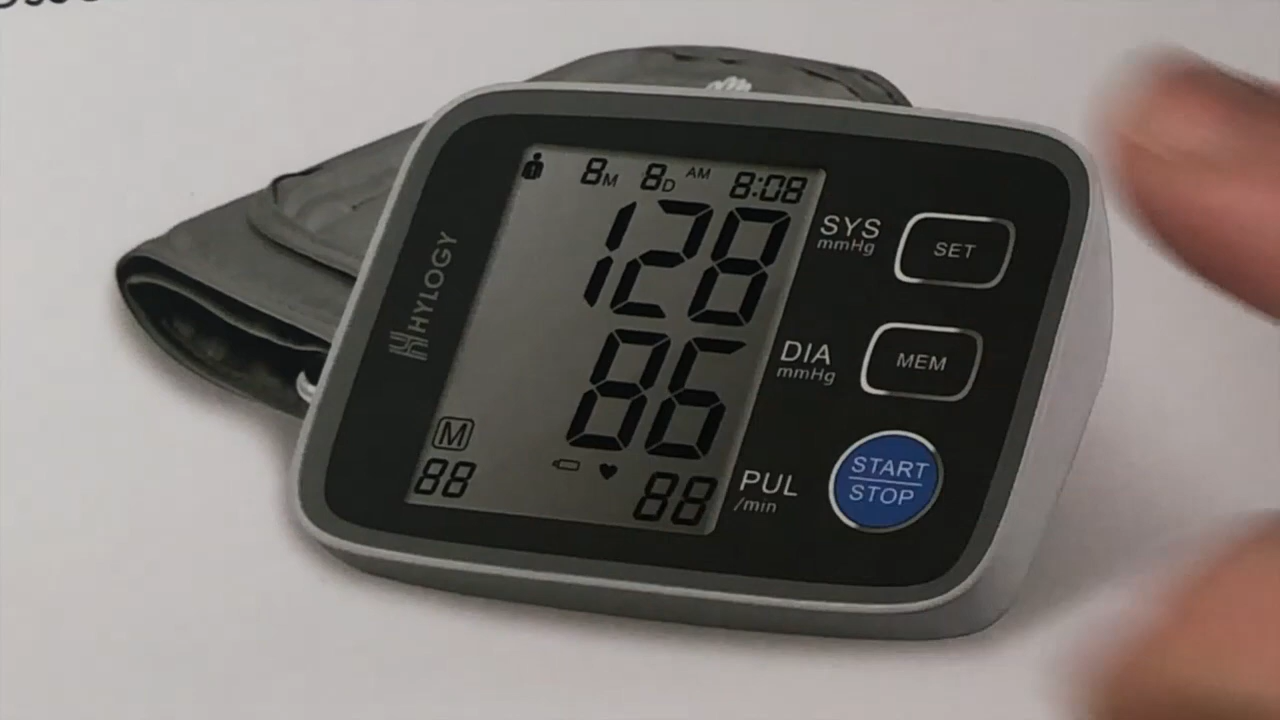 8M 8D AM 8:08
128
SYS
mmHg
SET
HYLOGY
86
DIA
mmHg
MEM
M
88
88
PUL
/min
START
STOP